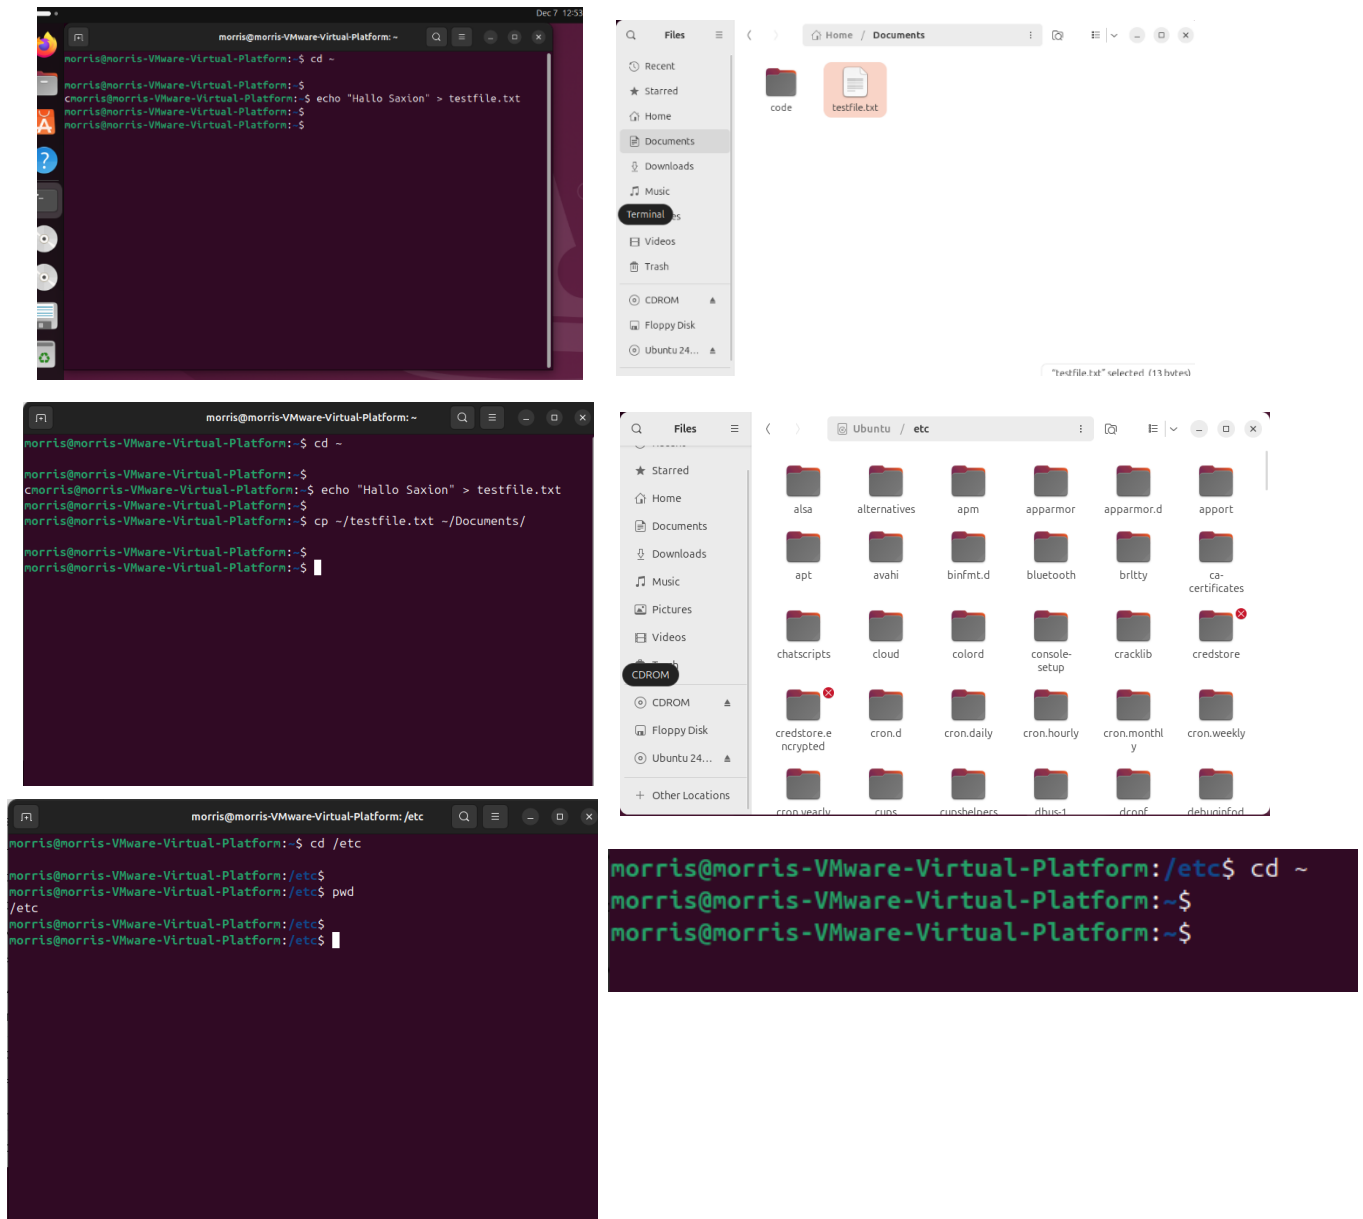 Dec 7 12:53
morris@morris-VMware-Virtual-Platform: ~
morris@morris-VMware-Virtual-Platform:~$ cd ~
morris@morris-VMware-Virtual-Platform:~$
cmorris@morris-VMware-Virtual-Platform:~$ echo "Hallo Saxion" > testfile.txt
morris@morris-VMware-Virtual-Platform:~$
morris@morris-VMware-Virtual-Platform:~$
Files
Home / Documents
Recent
Starred
Home
Documents
Downloads
Music
Terminal
es
Videos
Trash
CDROM
Floppy Disk
Ubuntu 24...
code
testfile.txt
"testfile.txt" selected (13 bytes)
morris@morris-VMware-Virtual-Platform: ~
morris@morris-VMware-Virtual-Platform:~$ cd ~
morris@morris-VMware-Virtual-Platform:~$
cmorris@morris-VMware-Virtual-Platform:~$ echo "Hallo Saxion" > testfile.txt
morris@morris-VMware-Virtual-Platform:~$
morris@morris-VMware-Virtual-Platform:~$ cp ~/testfile.txt ~/Documents/
morris@morris-VMware-Virtual-Platform:~$
morris@morris-VMware-Virtual-Platform:~$
Files
Ubuntu / etc
Starred
Home
Documents
Downloads
Music
Pictures
Videos
CDROM
CDROM
Floppy Disk
Ubuntu 24...
Other Locations
alsa alternatives apm apparmor apparmor.d apport
apt avahi binfmt.d bluetooth brltty ca-
certificates
chatscripts cloud colord console- cracklib credstore
setup
credstore.e cron.d cron.daily cron.hourly cron.monthl cron.weekly
ncrypted y
cron.yearly cups cupshelpers dbus-1 dconf debuginfod
morris@morris-VMware-Virtual-Platform: /etc
morris@morris-VMware-Virtual-Platform:~$ cd /etc
morris@morris-VMware-Virtual-Platform:/etc$
morris@morris-VMware-Virtual-Platform:/etc$ pwd
/etc
morris@morris-VMware-Virtual-Platform:/etc$
morris@morris-VMware-Virtual-Platform:/etc$
morris@morris-VMware-Virtual-Platform:/etc$ cd ~
morris@morris-VMware-Virtual-Platform:~$
morris@morris-VMware-Virtual-Platform:~$